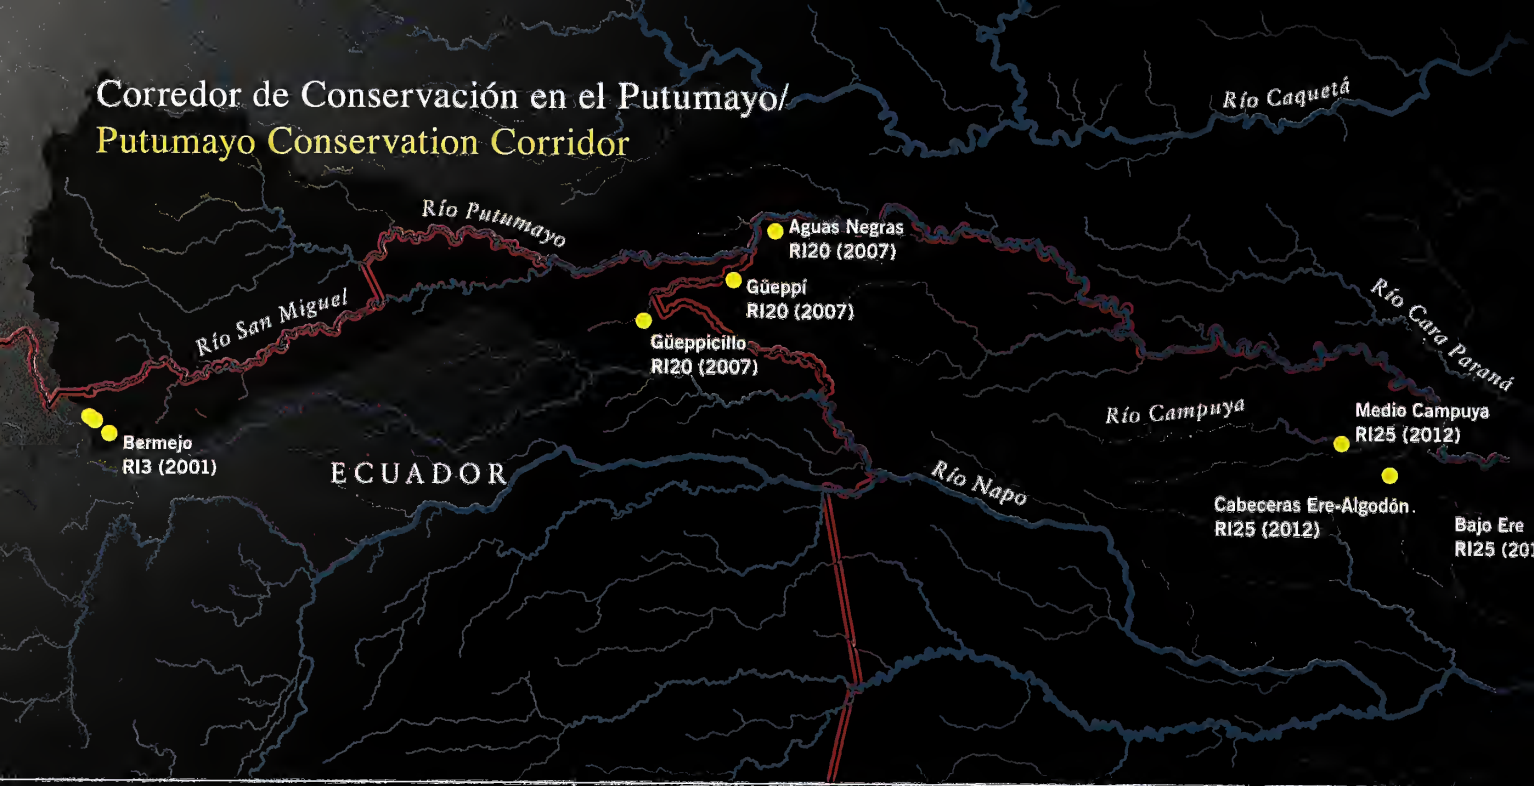 Corredor de Conservación en el Putumayo/
Putumayo Conservation Corridor
Río Caquetá
Río Putumayo
Aguas Negras
RI20 (2007)
Güeppí
RI20 (2007)
Río San Miguel
Río Cara Paraná
Güeppicillo
RI20 (2007)
Río Campuya
Medio Campuya
RI25 (2012)
Bermejo
RI3 (2001)
ECUADOR
Río Napo
Cabeceras Ere-Algodón
RI25 (2012)
Bajo Ere
RI25 (201